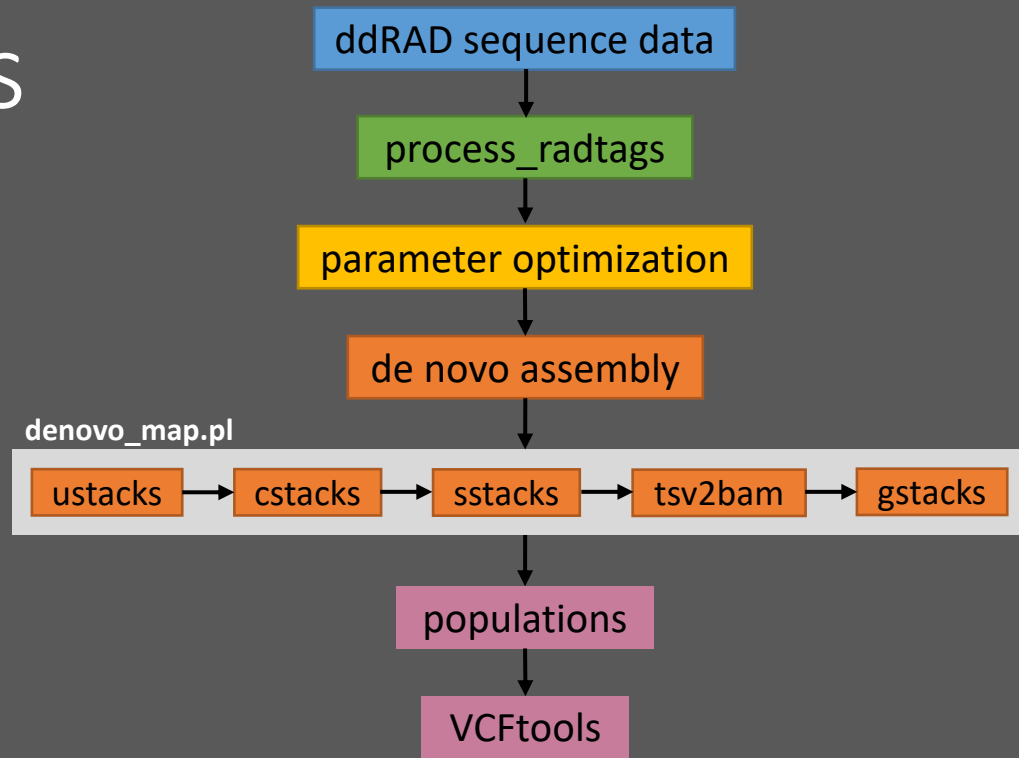 S
ddRAD sequence data
process_radtags
parameter optimization
de novo assembly
denovo_map.pl
ustacks cstacks sstacks tsv2bam gstacks
populations
VCFtools